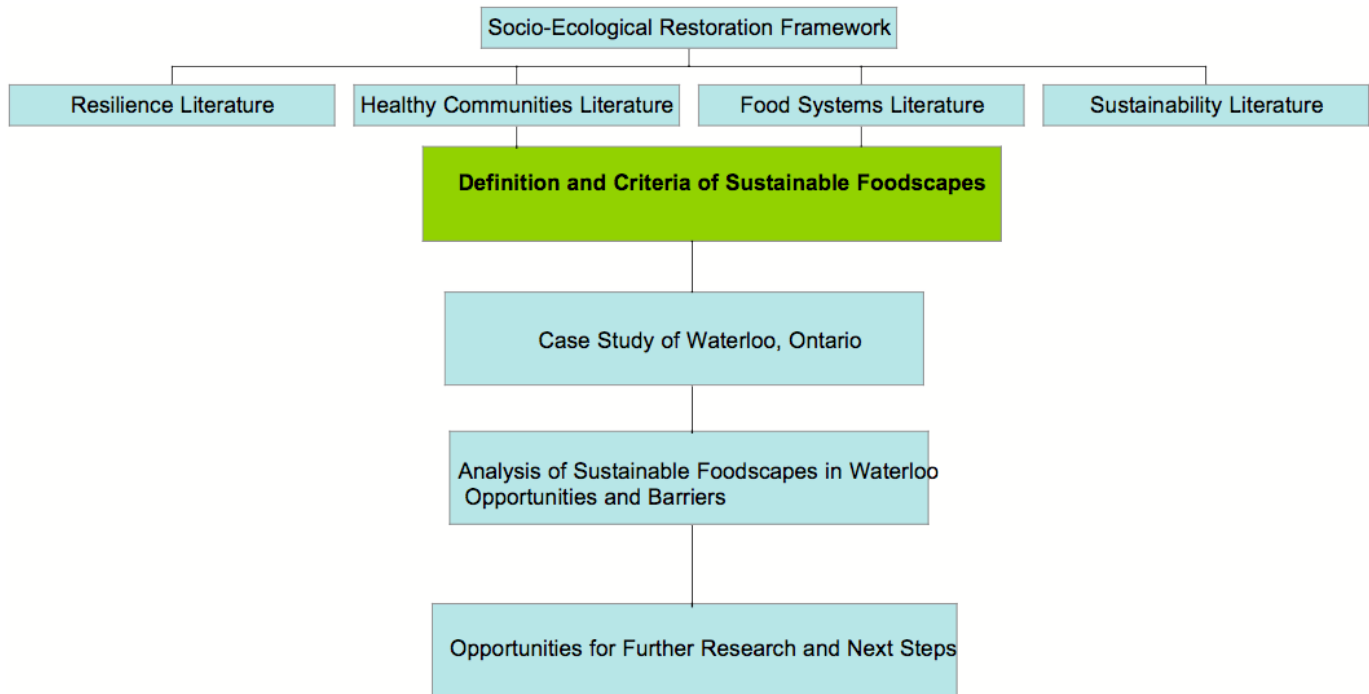 Socio-Ecological Restoration Framework
Resilience Literature
Healthy Communities Literature
Food Systems Literature
Sustainability Literature
Definition and Criteria of Sustainable Foodscapes
Case Study of Waterloo, Ontario
Analysis of Sustainable Foodscapes in Waterloo
Opportunities and Barriers
Opportunities for Further Research and Next Steps